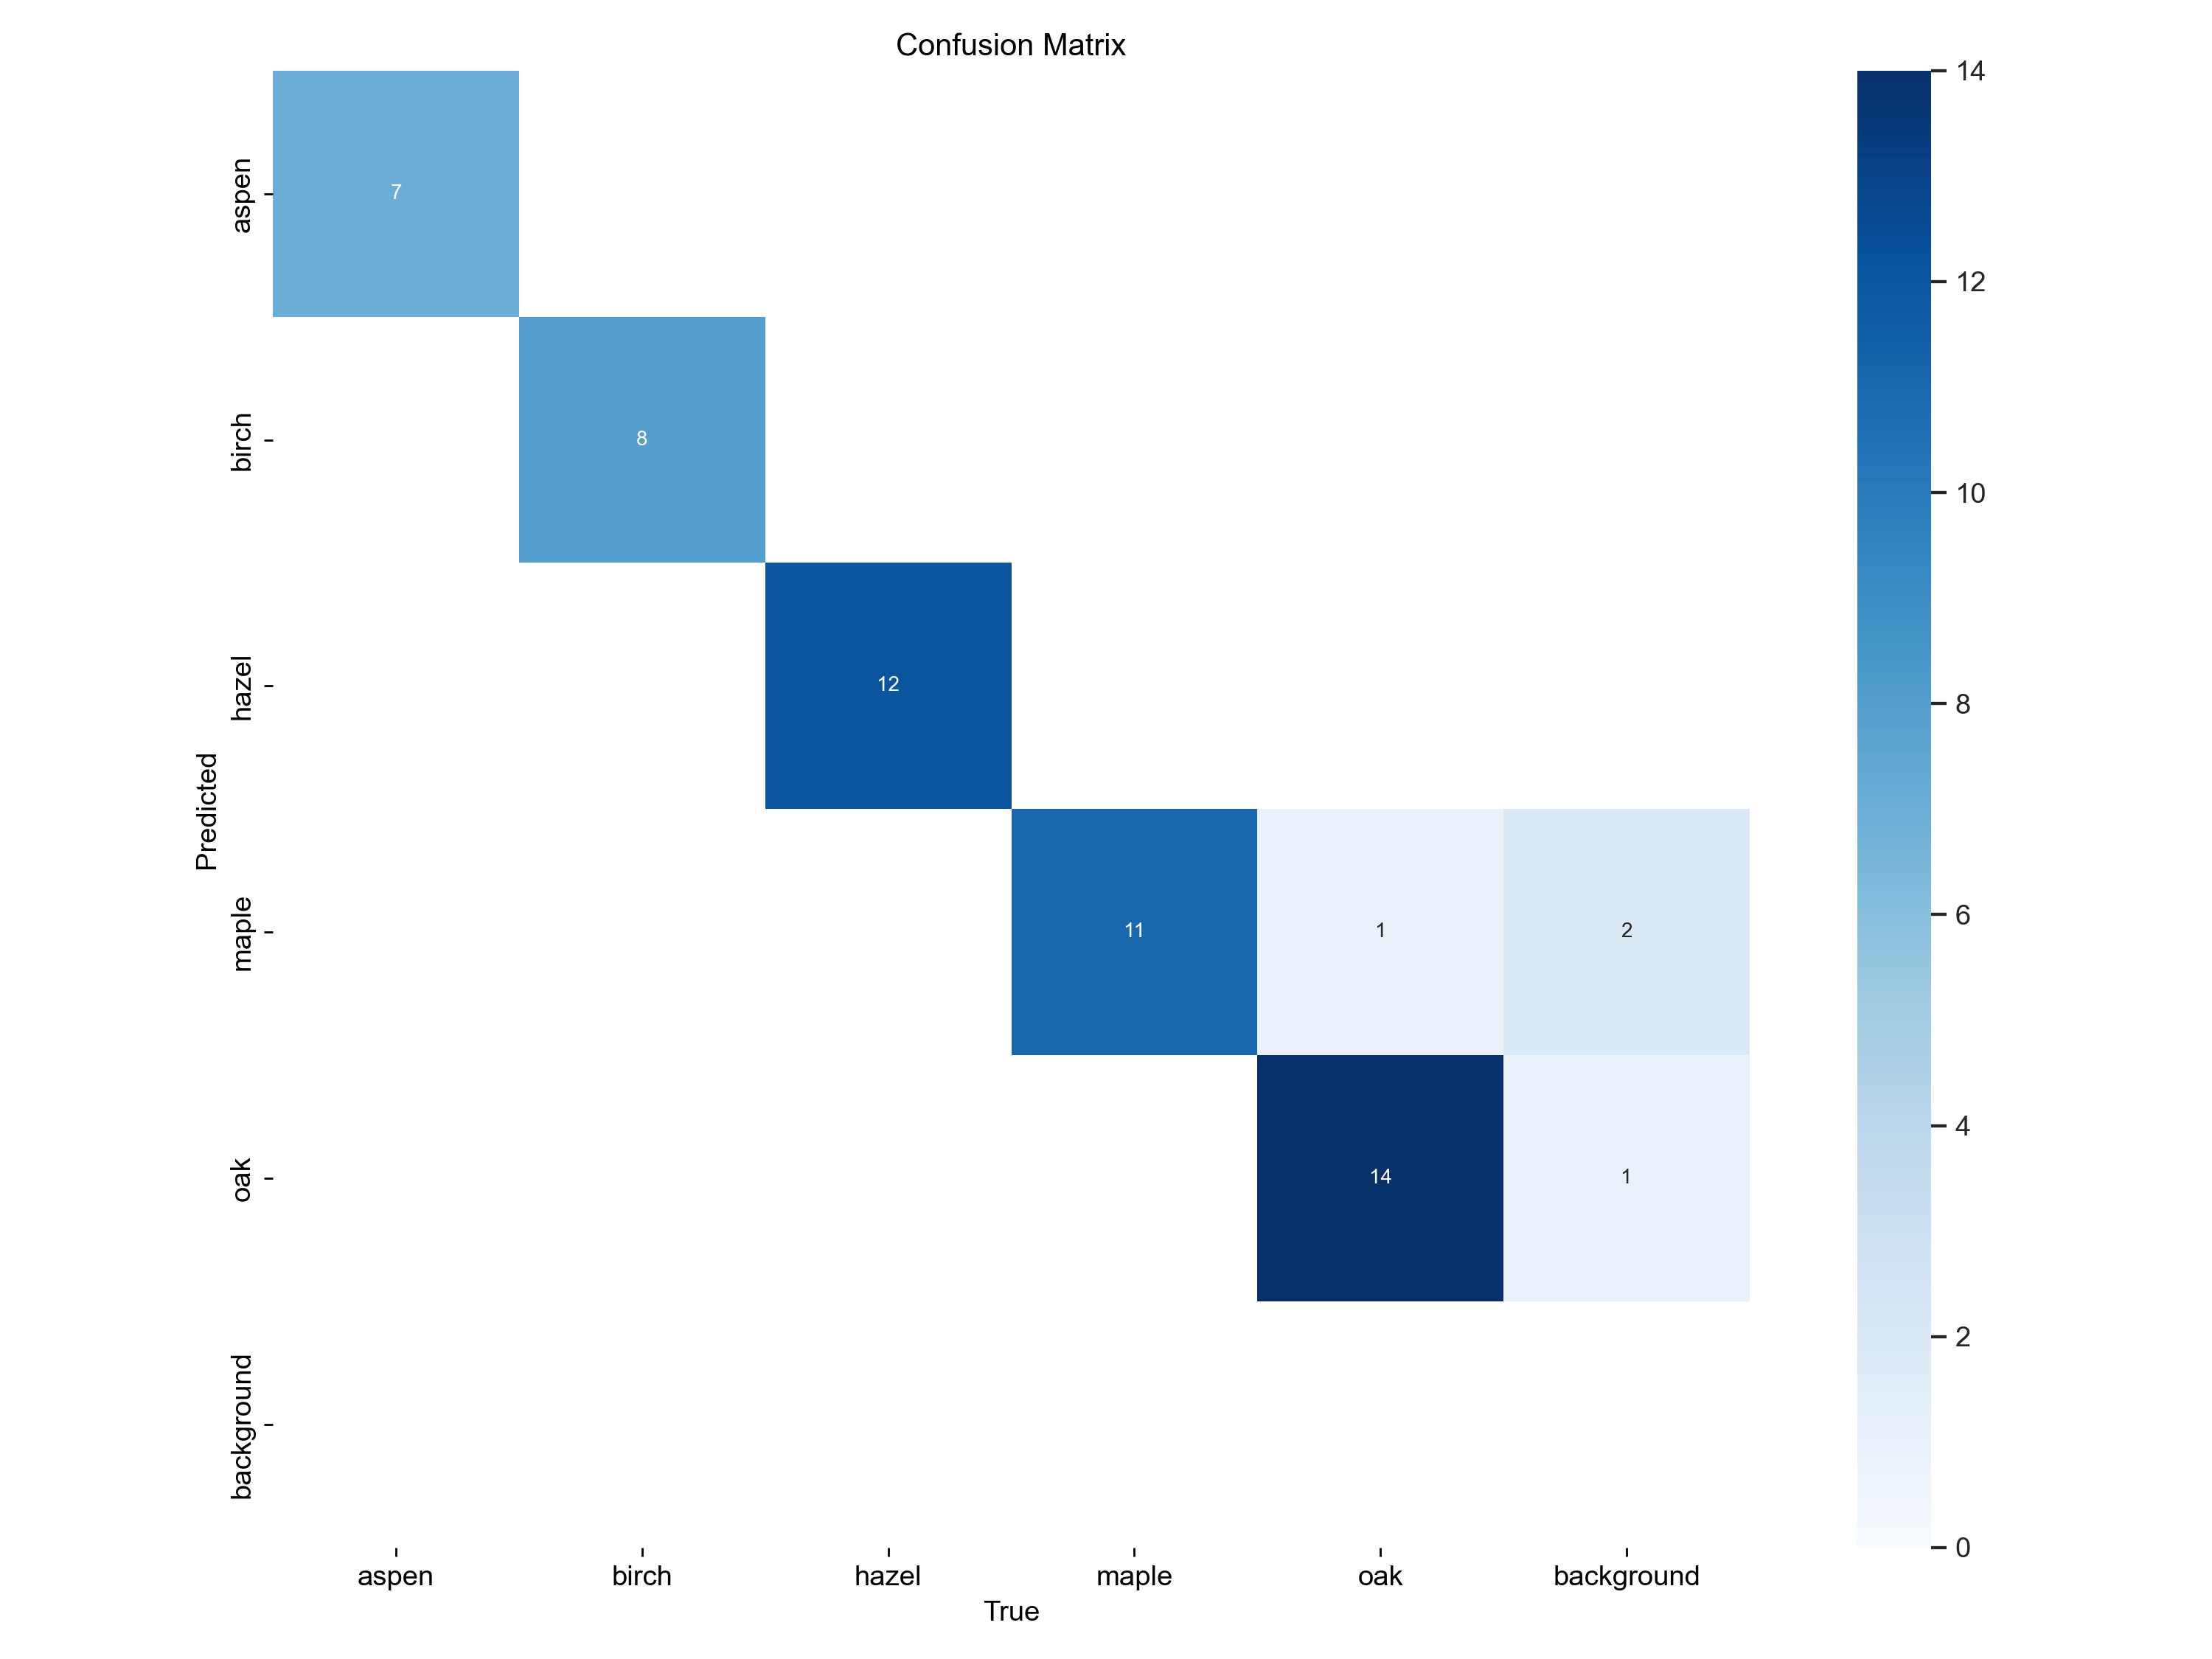 Confusion Matrix
14
aspen
7
12
birch
8
10
hazel
12
8
Predicted
maple
11
1
2
6
oak
14
1
4
background
2
0
aspen birch hazel maple oak background
True